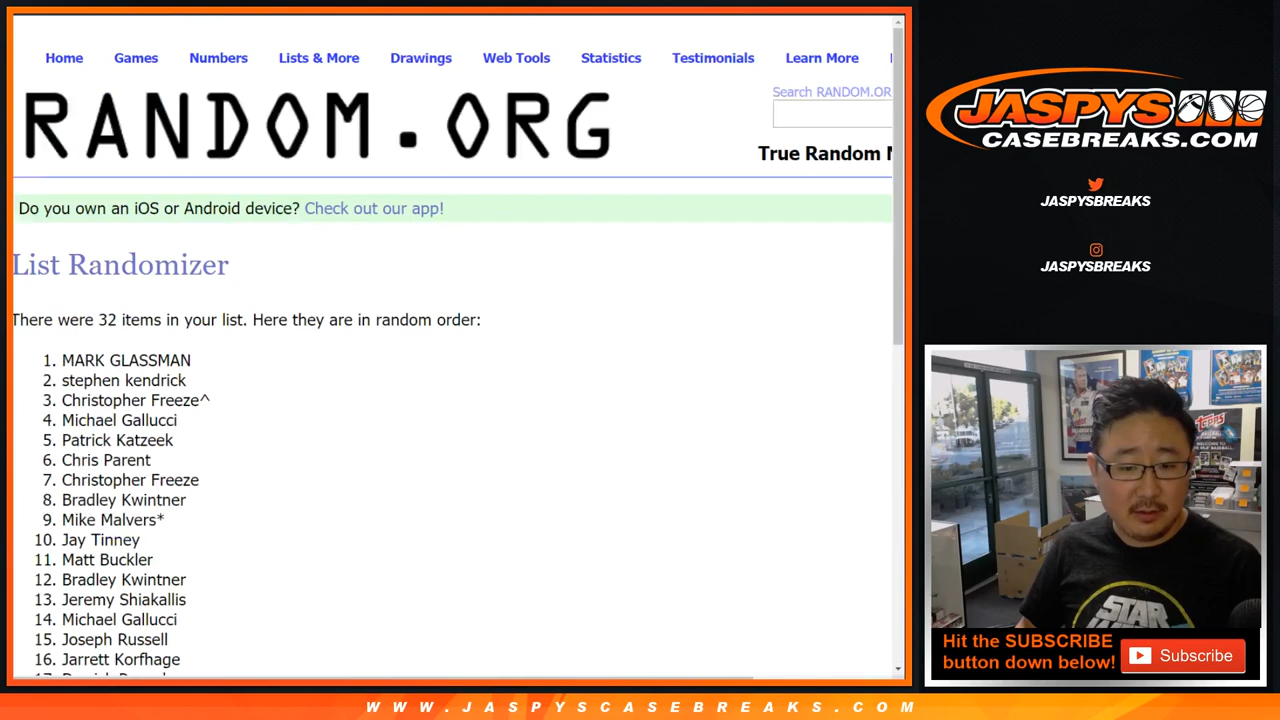 Home Games Numbers Lists & More Drawings Web Tools Statistics Testimonials Learn More
RANDOM.ORG
Search RANDOM.OR
True Random
Do you own an iOS or Android device? Check out our app!
List Randomizer
There were 32 items in your list. Here they are in random order:
1. MARK GLASSMAN
2. stephen kendrick
3. Christopher Freeze^
4. Michael Gallucci
5. Patrick Katzeek
6. Chris Parent
7. Christopher Freeze
8. Bradley Kwintner
9. Mike Malvers*
10. Jay Tinney
11. Matt Buckler
12. Bradley Kwintner
13. Jeremy Shiakallis
14. Michael Gallucci
15. Joseph Russell
16. Jarrett Korfhage
JASPYS
CASEBREAKS.COM
JASPYSBREAKS
JASPYSBREAKS
topps
STAR
Hit the SUBSCRIBE
button down below!
Subscribe
WWW.JASPYSCASEBREAKS.COM